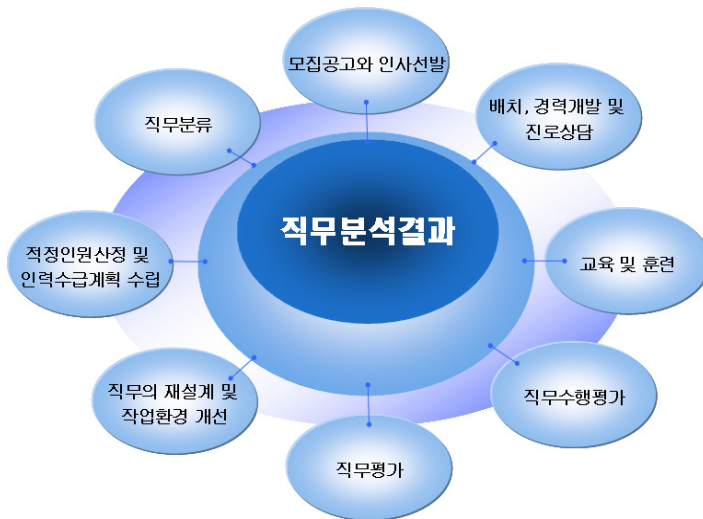 모집공고와 인사선발
배치, 경력개발 및
진로상담
직무분류
직무분석결과
적정인원산정 및
인력수급계획 수립
교육 및 훈련
직무의 재설계 및
작업환경 개선
직무수행평가
직무평가